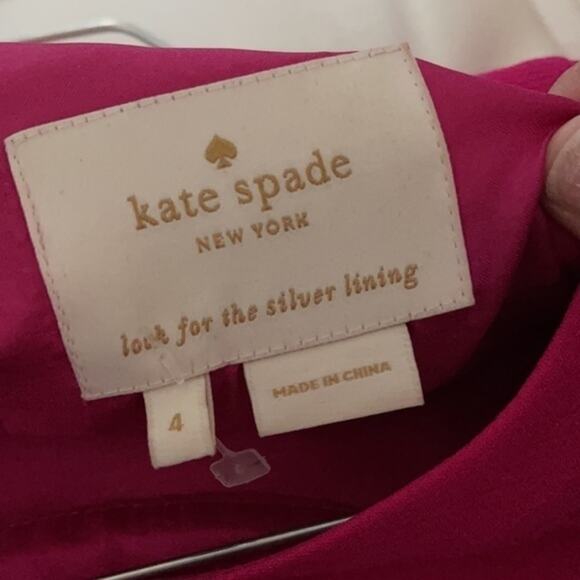 kate spade
NEW YORK
look for the silver lining
4
MADE IN CHINA